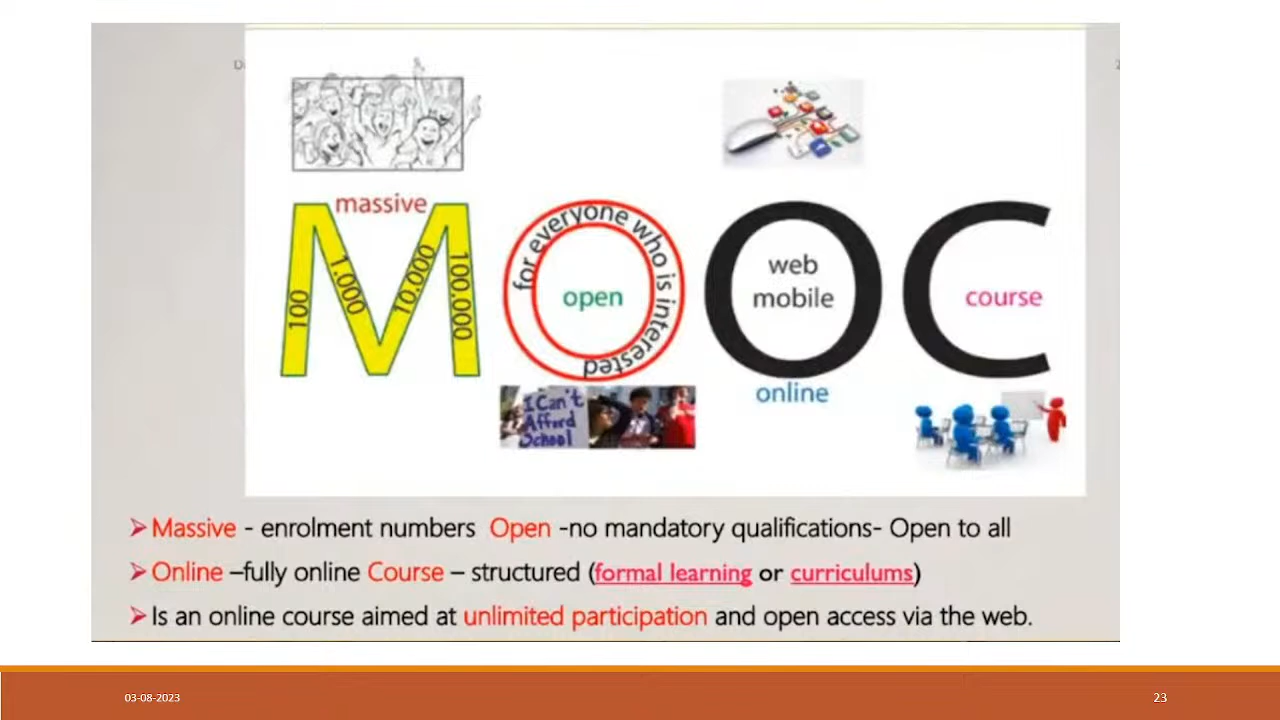 massive
100
1.000
10.000
100.000
for everyone who is interested
open
web
mobile
online
course
I Can't
Afford
School
➢Massive - enrolment numbers Open -no mandatory qualifications- Open to all
➢Online –fully online Course – structured (formal learning or curriculums)
➢Is an online course aimed at unlimited participation and open access via the web.
03-08-2023
23